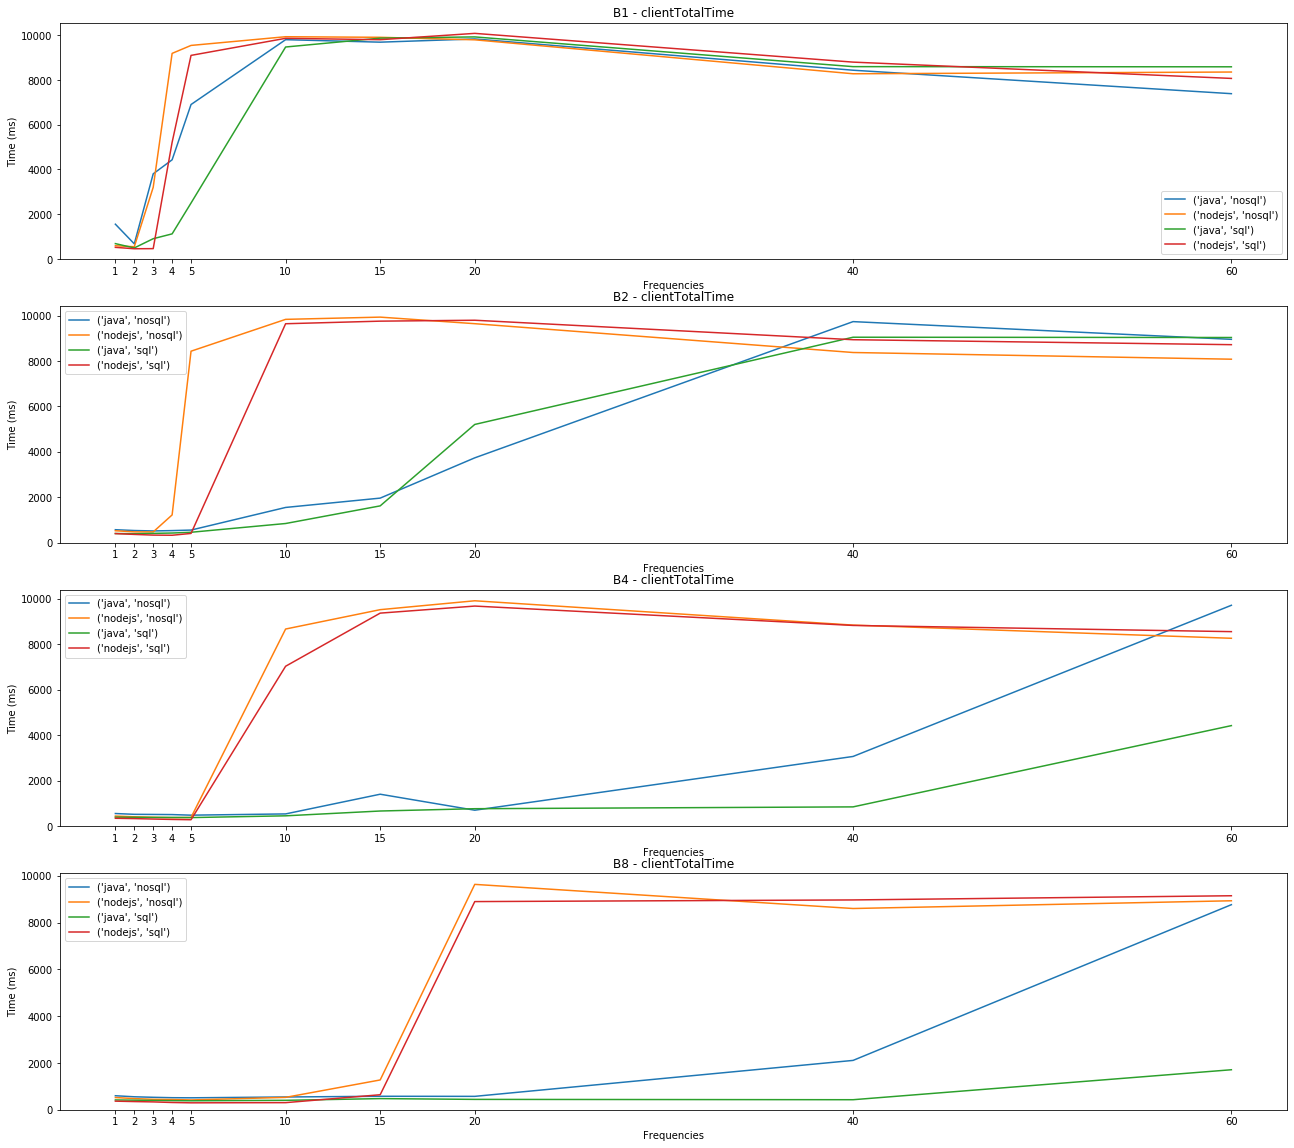 B1 - clientTotalTime
10000
8000
6000
4000
2000
0
Time (ms)
('java', 'nosql')
('nodejs', 'nosql')
('java', 'sql')
('nodejs', 'sql')
1 2 3 4 5 10 15 20 40 60
Frequencies
B2 - clientTotalTime
10000
8000
6000
4000
2000
0
Time (ms)
('java', 'nosql')
('nodejs', 'nosql')
('java', 'sql')
('nodejs', 'sql')
1 2 3 4 5 10 15 20 40 60
Frequencies
B4 - clientTotalTime
10000
8000
6000
4000
2000
0
Time (ms)
('java', 'nosql')
('nodejs', 'nosql')
('java', 'sql')
('nodejs', 'sql')
1 2 3 4 5 10 15 20 40 60
Frequencies
B8 - clientTotalTime
10000
8000
6000
4000
2000
0
Time (ms)
('java', 'nosql')
('nodejs', 'nosql')
('java', 'sql')
('nodejs', 'sql')
1 2 3 4 5 10 15 20 40 60
Frequencies